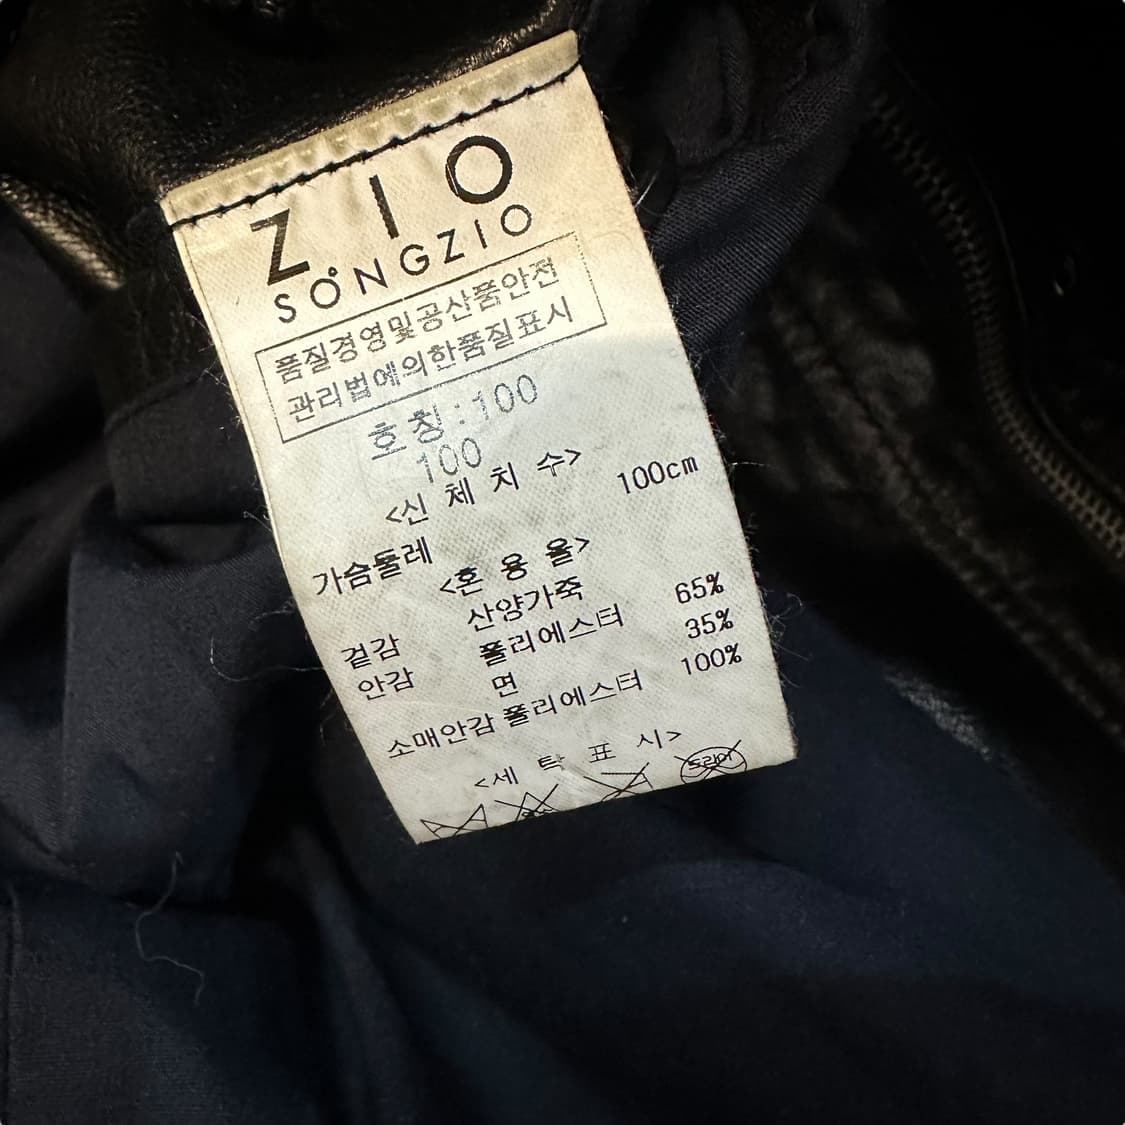 ZIO
SONGZIO
품질경영및공산품안전
관리법에의한품질표시
호칭:100
100
<신 체 치 수>
가슴둘레 100cm
<혼 용 율>
겉감 산양가죽
안감 폴리에스터 65%
면 35%
소매안감 폴리에스터 100%
<세 탁 표 시>
드라이